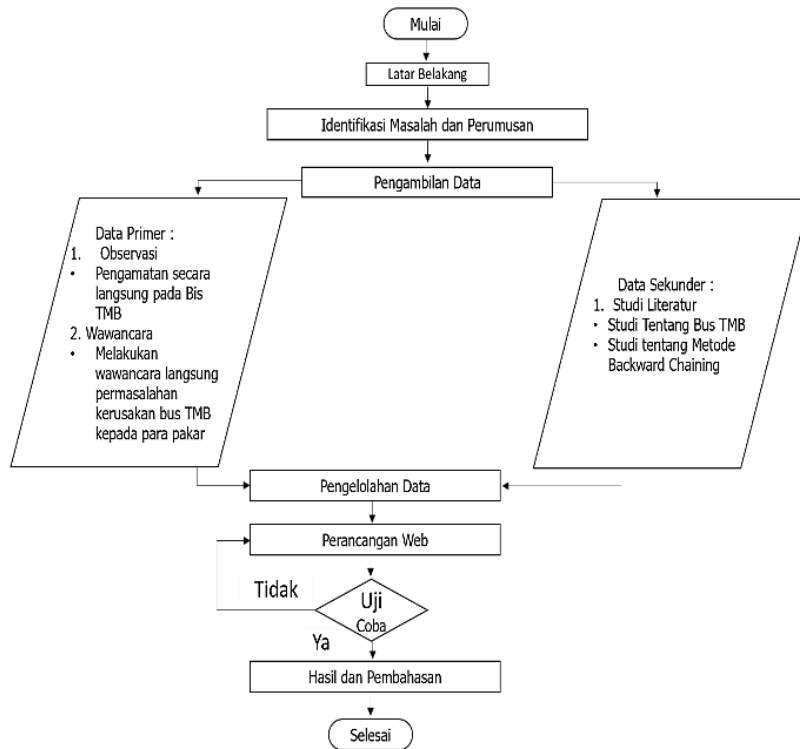 Mulai
Latar Belakang
Identifikasi Masalah dan Perumusan
Pengambilan Data
Data Primer :
1. Observasi
• Pengamatan secara
langsung pada Bis
TMB
2. Wawancara
• Melakukan
wawancara langsung
permasalahan
kerusakan bus TMB
kepada para pakar
Data Sekunder :
1. Studi Literatur
• Studi Tentang Bus TMB
• Studi tentang Metode
Backward Chaining
Pengelolahan Data
Perancangan Web
Tidak
Uji
Coba
Ya
Hasil dan Pembahasan
Selesai